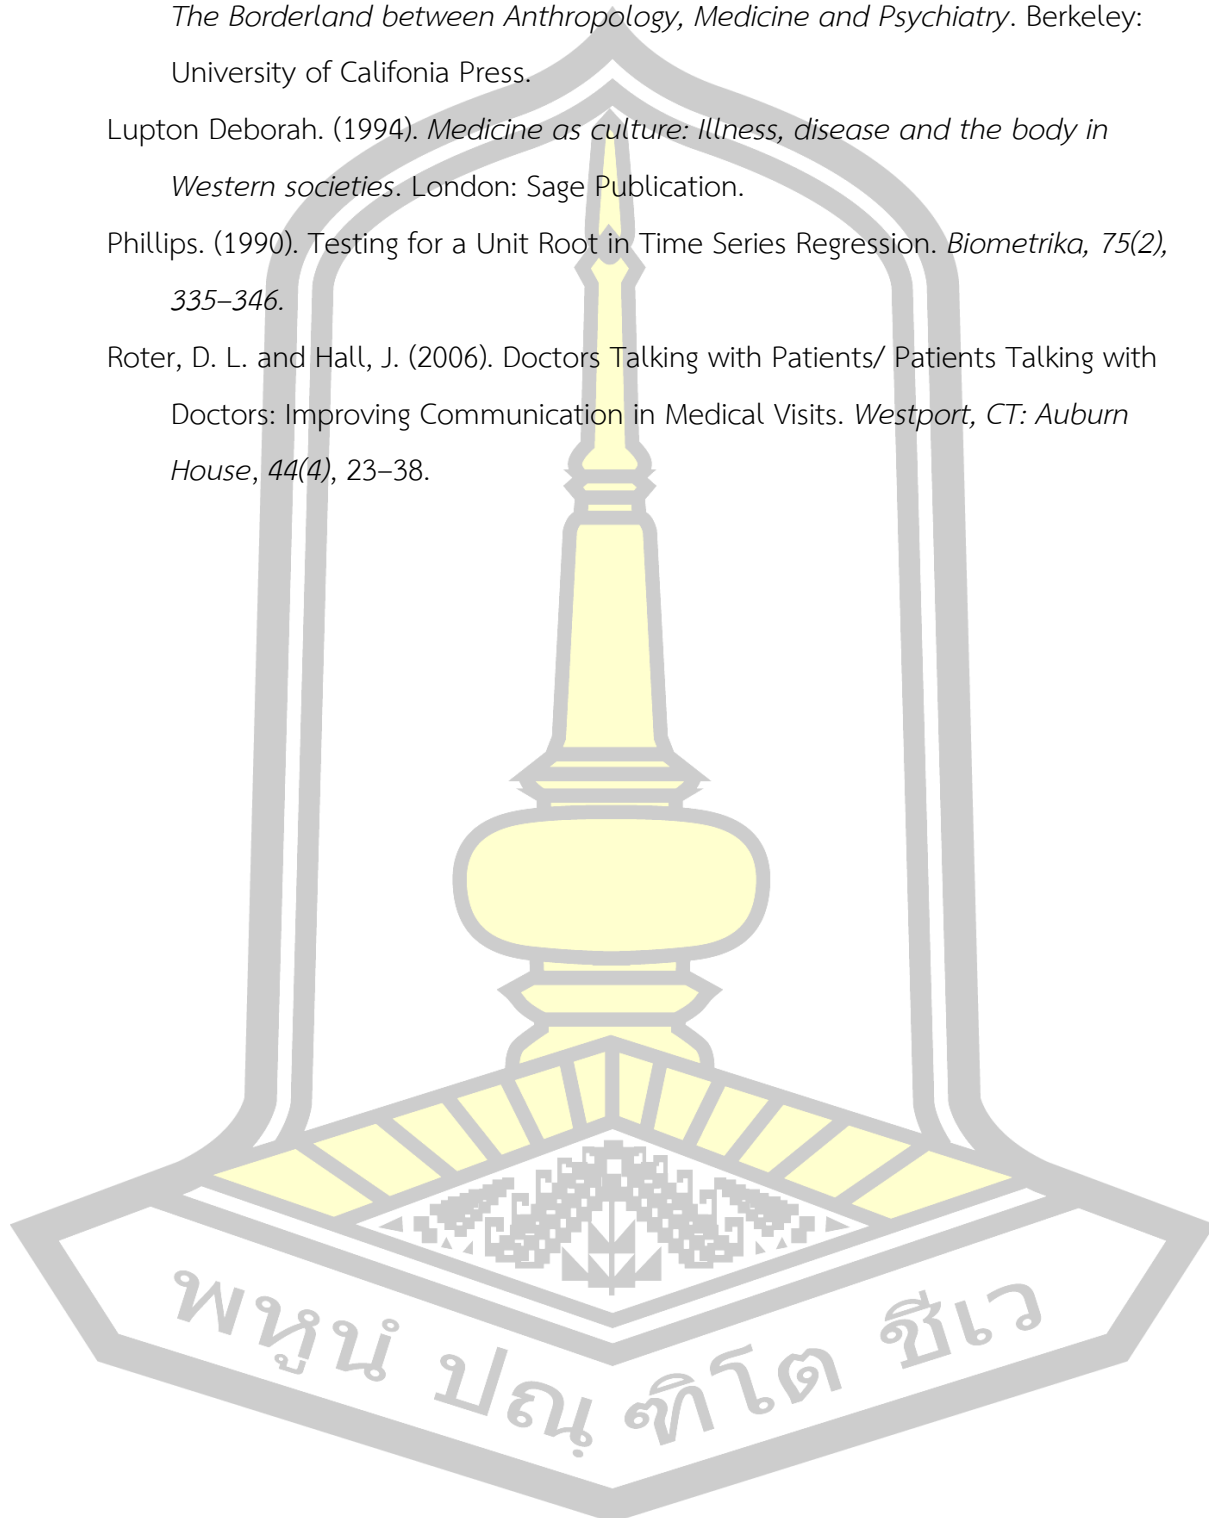 The Borderland between Anthropology, Medicine and Psychiatry. Berkeley:
University of Califonia Press.
Lupton Deborah. (1994). Medicine as culture: Illness, disease and the body in
Western societies. London: Sage Publication.
Phillips. (1990). Testing for a Unit Root in Time Series Regression. Biometrika, 75(2),
335–346.
Roter, D. L. and Hall, J. (2006). Doctors Talking with Patients/ Patients Talking with
Doctors: Improving Communication in Medical Visits. Westport, CT: Auburn
House, 44(4), 23–38.
พหูนํ ปณฺ ฑิโต ชีเว